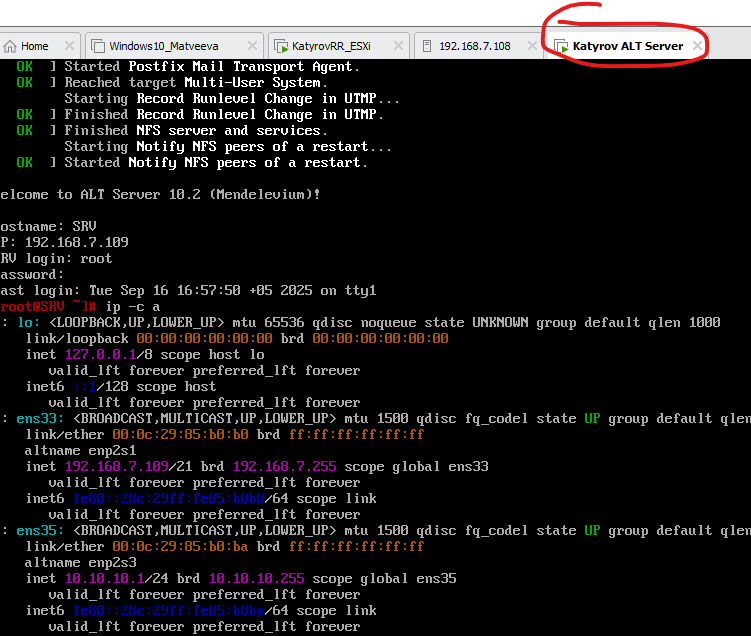 Home
Windows10_Matveeva
KatyrovRR_ESXi
192.168.7.108
Katyrov ALT Server
OK ] Started Postfix Mail Transport Agent.
OK ] Reached target Multi-User System.
Starting Record Runlevel Change in UTMP...
OK ] Finished Record Runlevel Change in UTMP.
OK ] Finished NFS server and services.
Starting Notify NFS peers of a restart...
OK ] Started Notify NFS peers of a restart.
elcome to ALT Server 10.2 (Mendelevium)!
ostname: SRV
P: 192.168.7.109
RV login: root
assword:
ast login: Tue Sep 16 16:57:50 +05 2025 on tty1
root@SRV ~]# ip -c a
: lo: <LOOPBACK,UP,LOWER_UP> mtu 65536 qdisc noqueue state UNKNOWN group default qlen 1000
link/loopback 00:00:00:00:00:00 brd 00:00:00:00:00:00
inet 127.0.0.1/8 scope host lo
valid_lft forever preferred_lft forever
inet6 ::1/128 scope host
valid_lft forever preferred_lft forever
: ens33: <BROADCAST,MULTICAST,UP,LOWER_UP> mtu 1500 qdisc fq_codel state UP group default qlen
link/ether 00:0c:29:85:b0:b0 brd ff:ff:ff:ff:ff:ff
altname enp2s1
inet 192.168.7.109/21 brd 192.168.7.255 scope global ens33
valid_lft forever preferred_lft forever
inet6 fe80::20c:29ff:fe85:b0b0/64 scope link
valid_lft forever preferred_lft forever
: ens35: <BROADCAST,MULTICAST,UP,LOWER_UP> mtu 1500 qdisc fq_codel state UP group default qlen
link/ether 00:0c:29:85:b0:ba brd ff:ff:ff:ff:ff:ff
altname enp2s3
inet 10.10.10.1/24 brd 10.10.10.255 scope global ens35
valid_lft forever preferred_lft forever
inet6 fe80::20c:29ff:fe85:b0ba/64 scope link
valid_lft forever preferred_lft forever